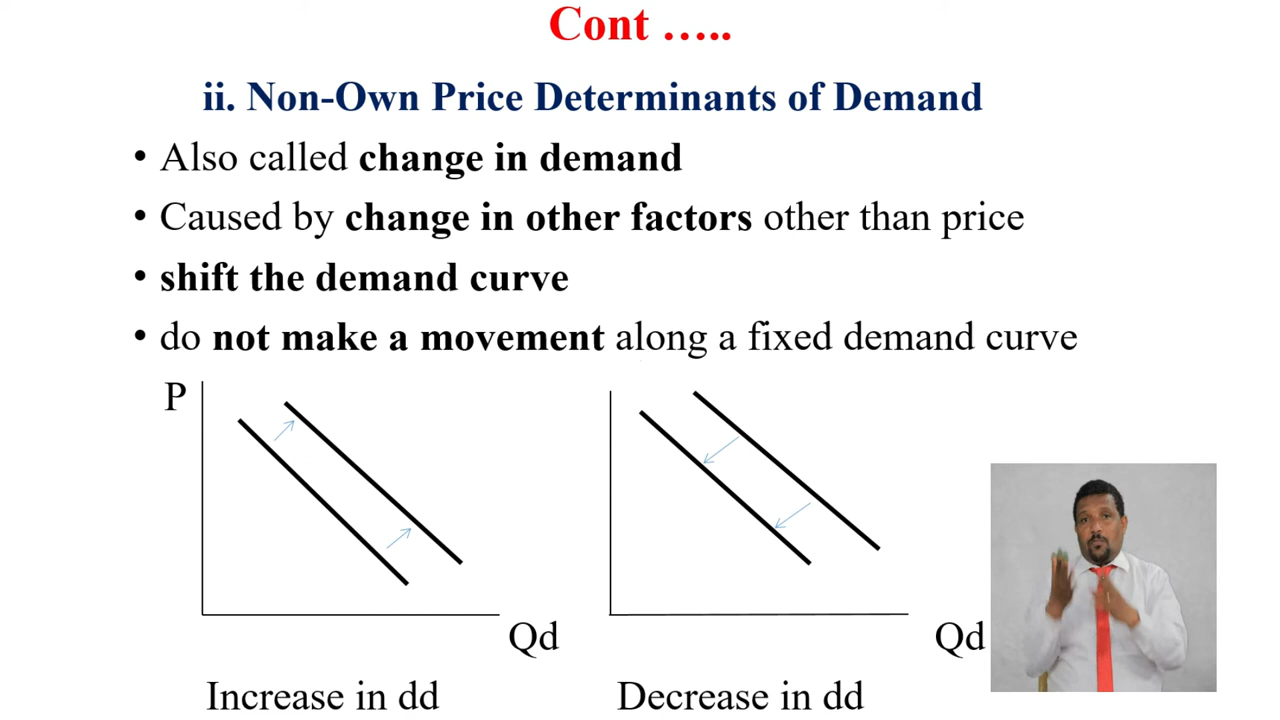 Cont …..
ii. Non-Own Price Determinants of Demand
• Also called change in demand
• Caused by change in other factors other than price
• shift the demand curve
• do not make a movement along a fixed demand curve
P
Qd
Qd
Increase in dd
Decrease in dd